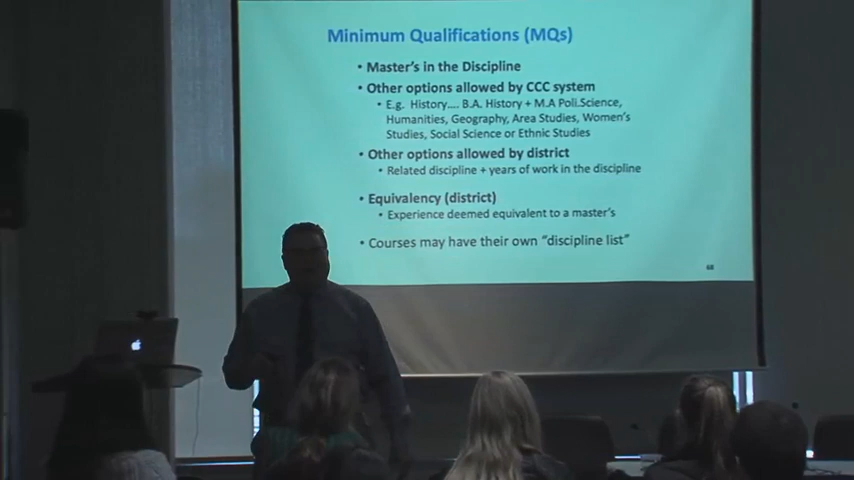 Minimum Qualifications (MQs)
• Master's in the Discipline
• Other options allowed by CCC system
• E.g. History.... B.A. History + M.A Poli.Science,
Humanities, Geography, Area Studies, Women's
Studies, Social Science or Ethnic Studies
• Other options allowed by district
• Related discipline + years of work in the discipline
• Equivalency (district)
• Experience deemed equivalent to a master's
• Courses may have their own "discipline list"